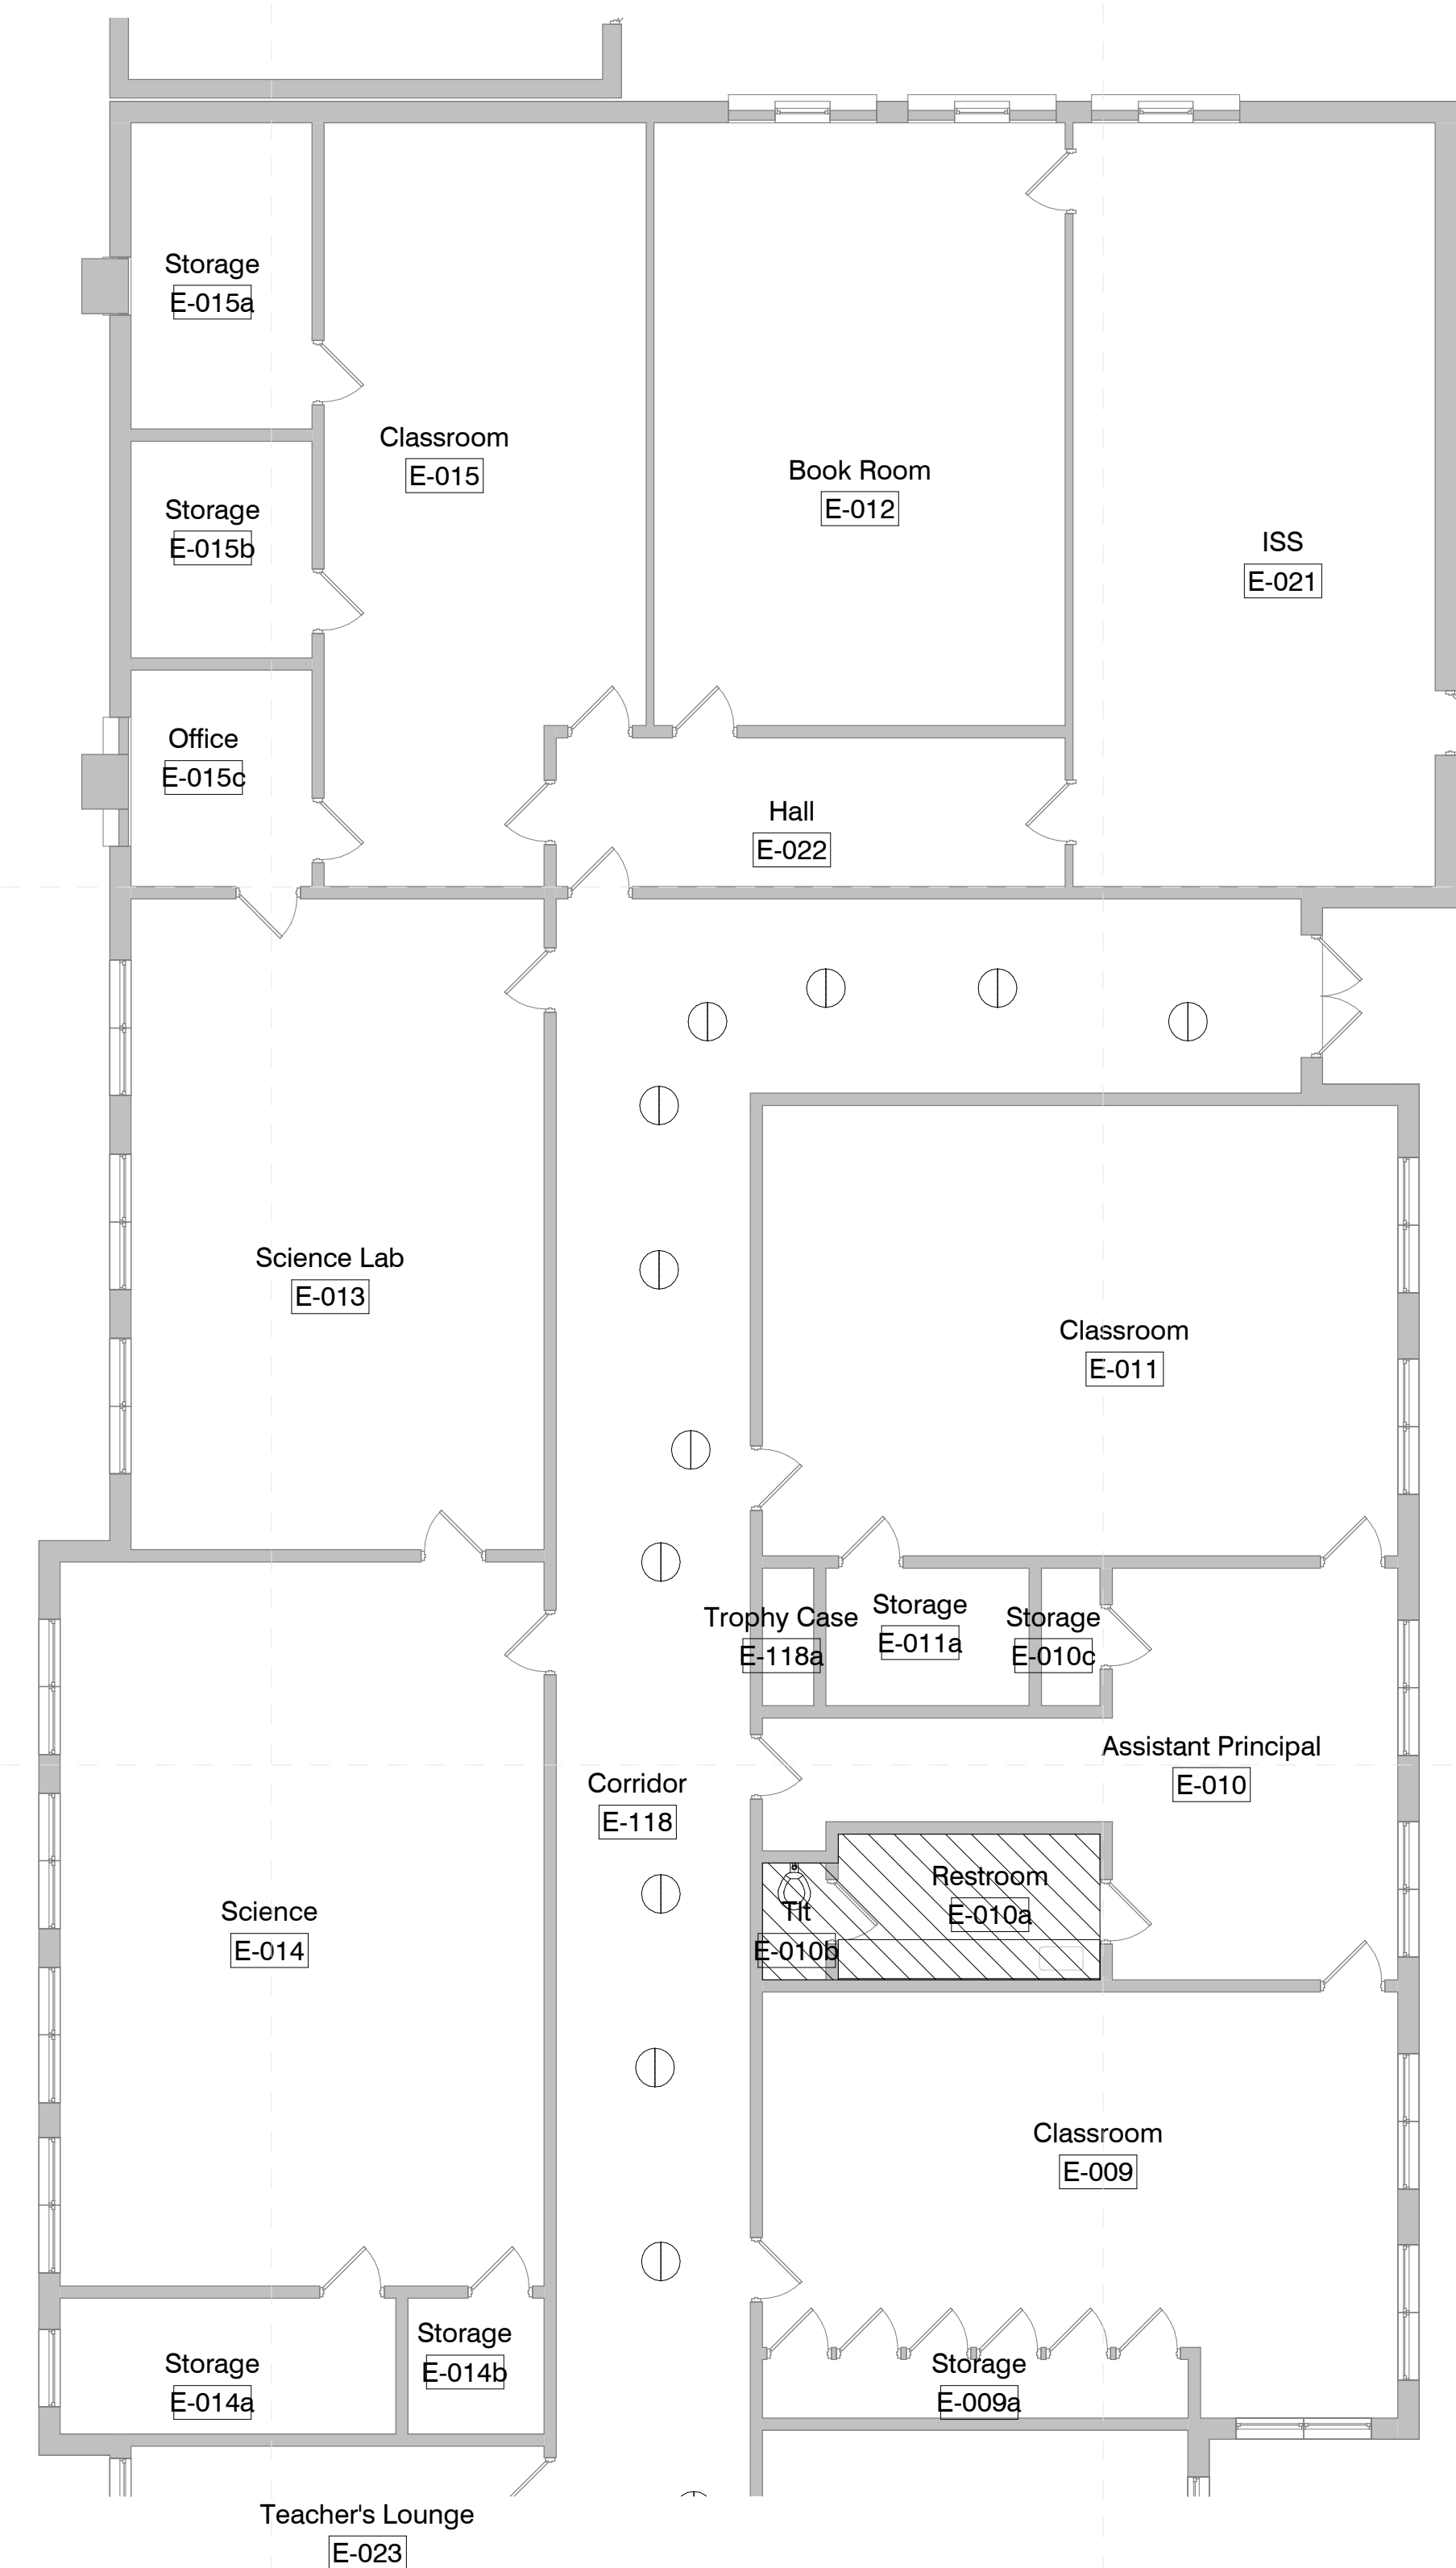 Storage
E-015a
Classroom
E-015
Book Room
E-012
Storage
E-015b
ISS
E-021
Office
E-015c
Hall
E-022
Science Lab
E-013
Classroom
E-011
Trophy Case
E-118a
Storage
E-011a
Storage
E-010c
Assistant Principal
E-010
Corridor
E-118
Restroom
E-010a
Tlt
E-010b
Science
E-014
Classroom
E-009
Storage
E-014b
Storage
E-014a
Storage
E-009a
Teacher's Lounge
E-023